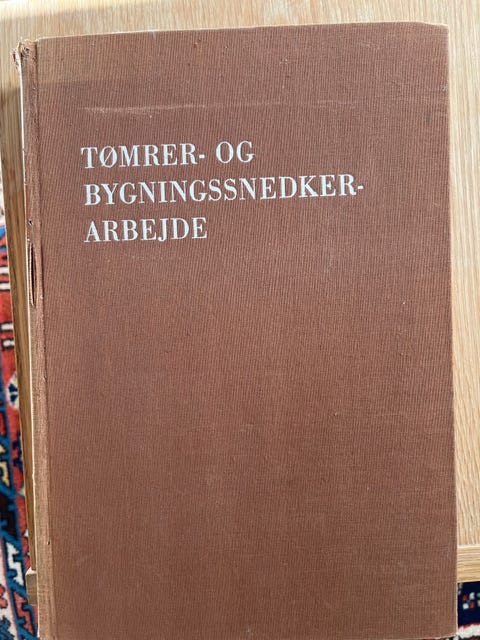 TØMRER- OG
BYGNINGSSNEDKER-
ARBEJDE